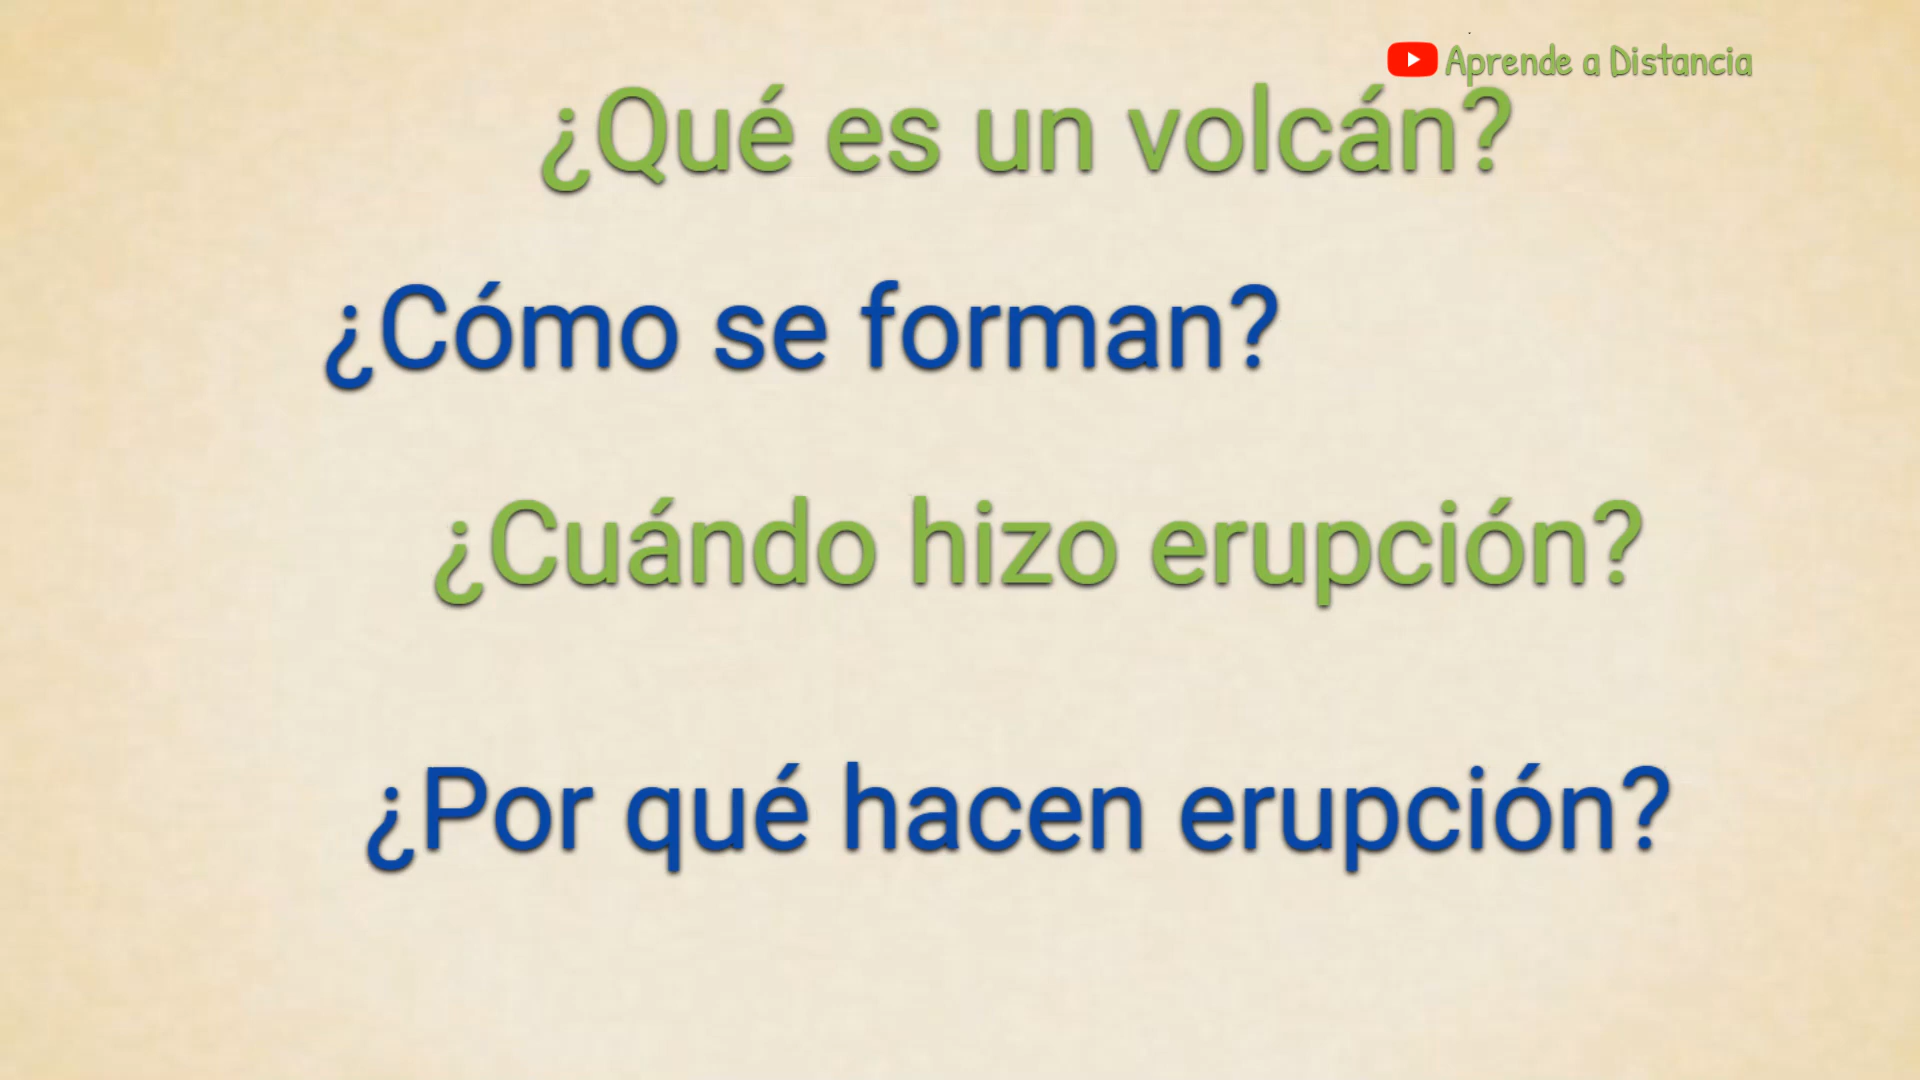 Aprende a Distancia
¿Qué es un volcán?
¿Cómo se forman?
¿Cuándo hizo erupción?
¿Por qué hacen erupción?